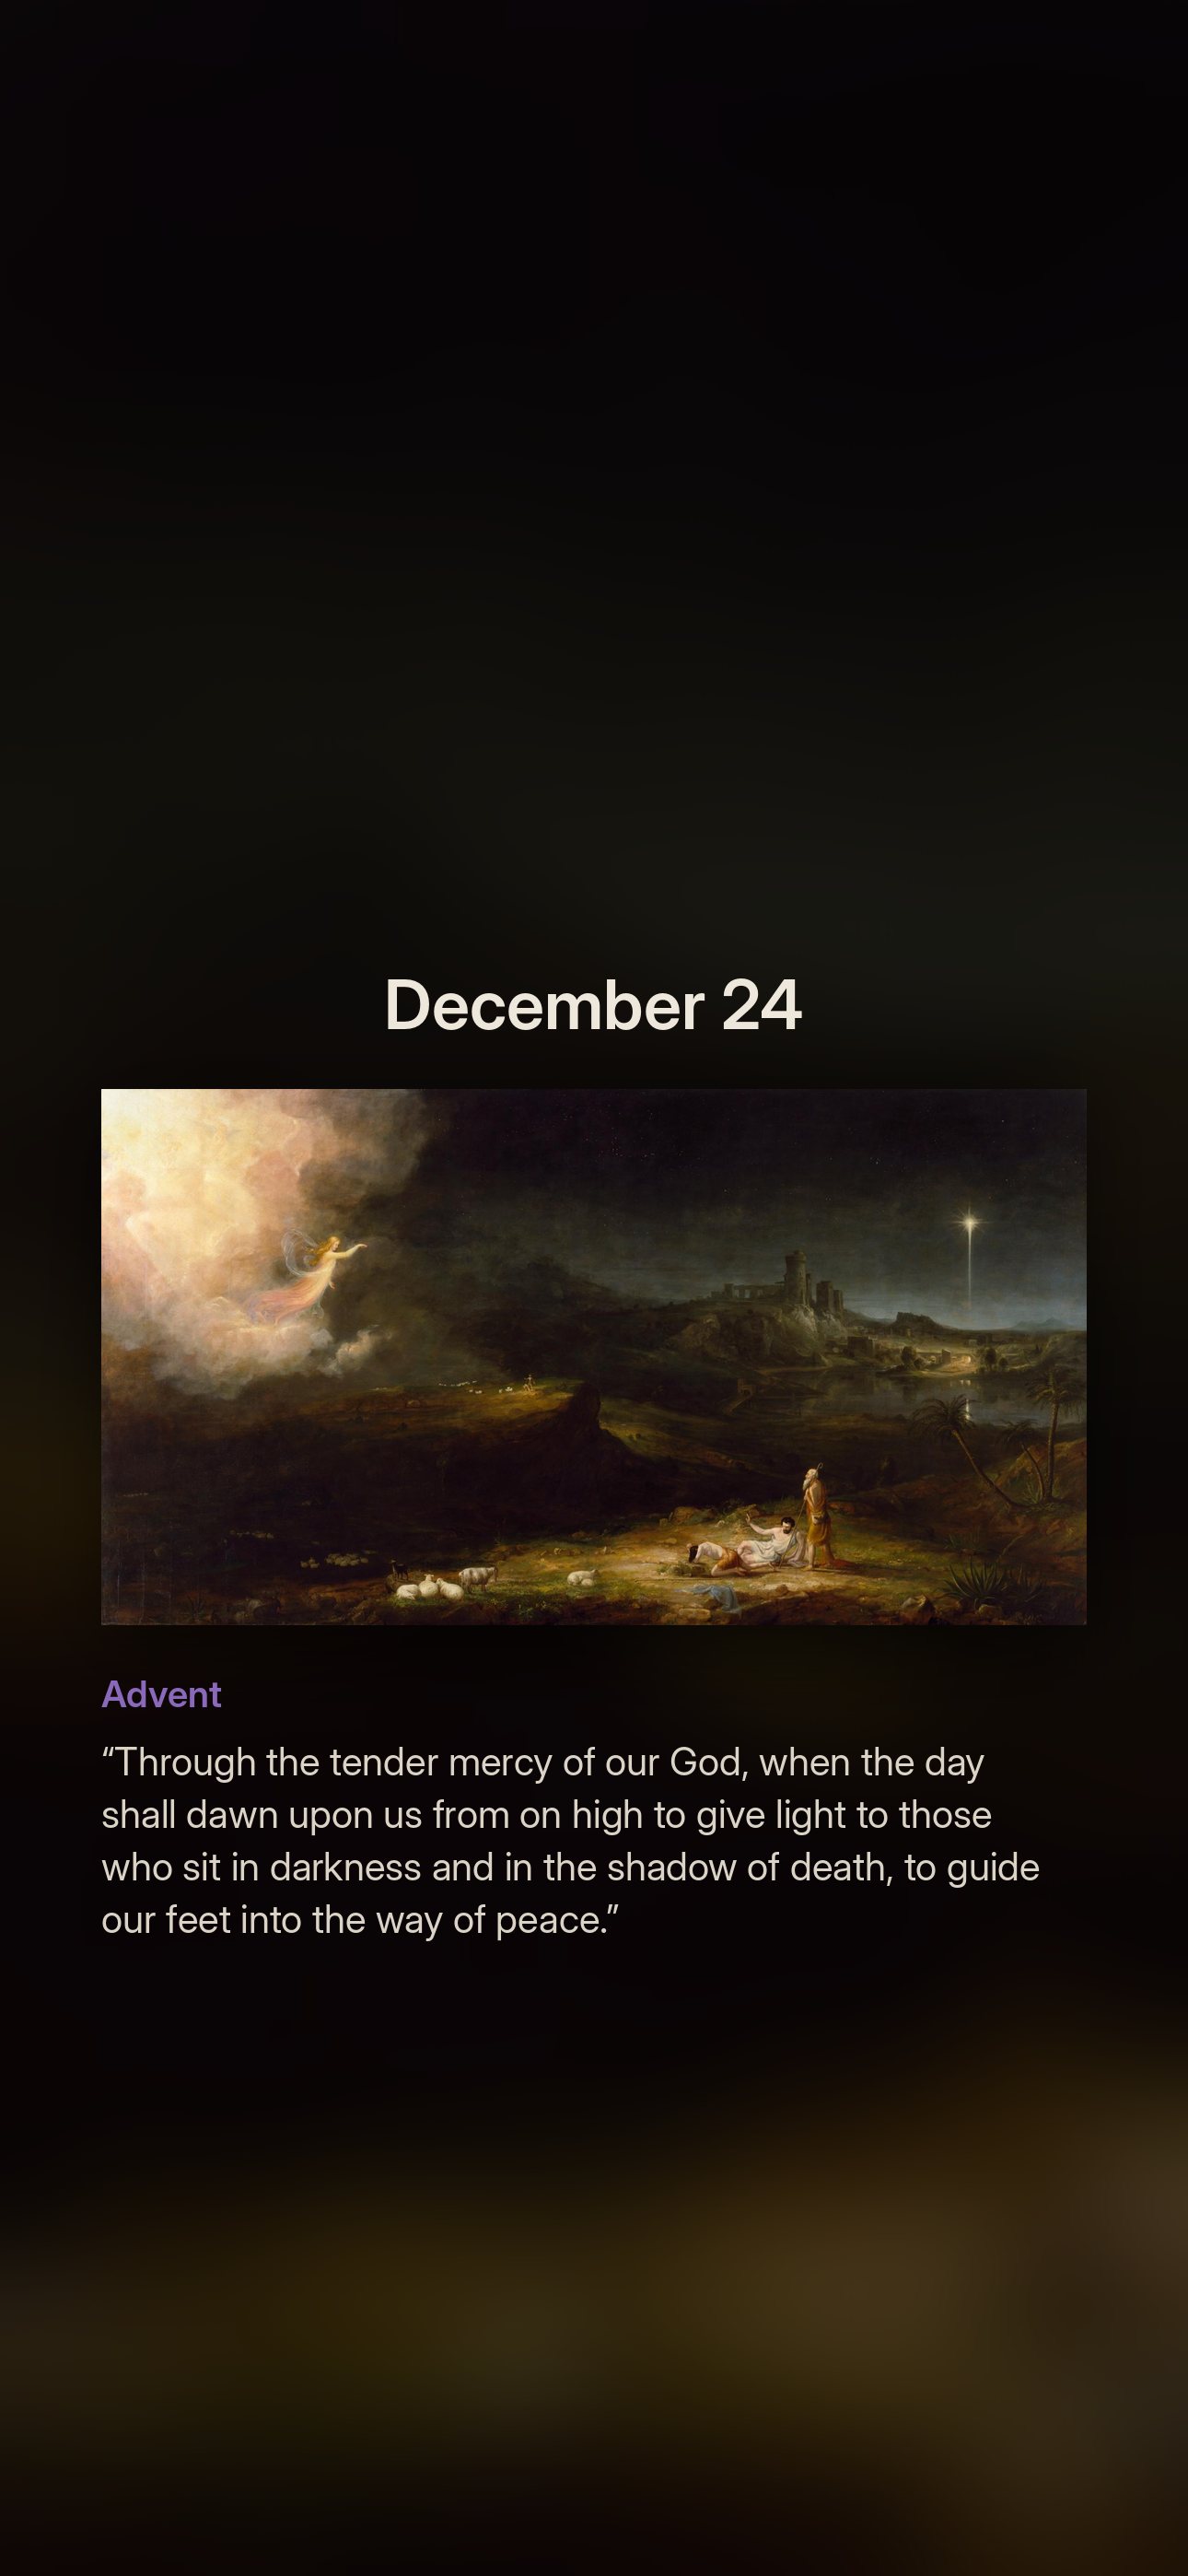 December 24
Advent
“Through the tender mercy of our God, when the day
shall dawn upon us from on high to give light to those
who sit in darkness and in the shadow of death, to guide
our feet into the way of peace.”